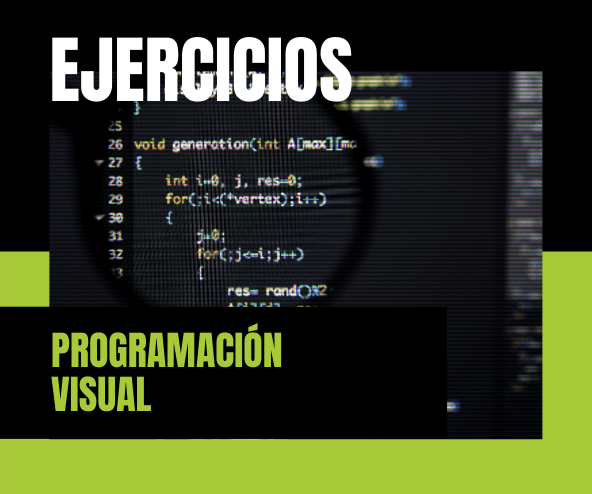 EJERCICIOS
}
25
26 void generation(int A[max][ma
27 {
28 int i=0, j, res=0;
29 for(;i<(*vertex);i++)
30 {
31 j=0;
32 for(;j<=i;j++)
33 {
res= rand()%2
PROGRAMACIÓN
VISUAL